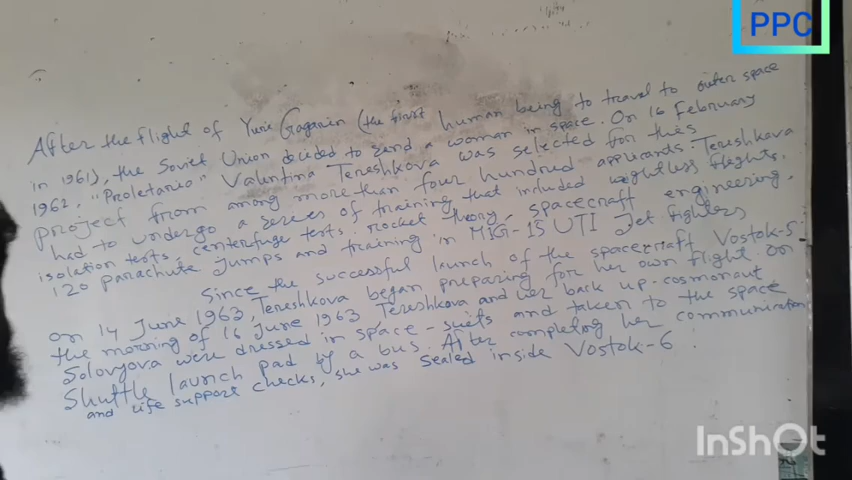 PPC
After the flight of Yurie Gagarien (the first human being to travel to outer space
in 1961), the Soviet Union decided to send a woman in space. On 16 February
1962, "Proletario" Valentina Tereshkova was selected for thies
project from among more than four hundred applicants. Tereshkova
had to undergo a series of training that included weightless flights,
isolation tests, centerfuge tests, rocket theory, spacecraft engineering,
120 parachute jumps and training in MIG-15 UTI Jet fighters
Since the successful launch of the spacecraft Vostok-5
on 14 June 1963, Tereshkova began preparing for her own flight. On
the morning of 16 June 1963 Tereshkova and her back up-cosmonaut
Solovyova were dressed in space-suits and taken to the space
Shuttle launch pad by a bus. After completing her communication
and life support checks, she was sealed inside Vostok-6.
InShOt